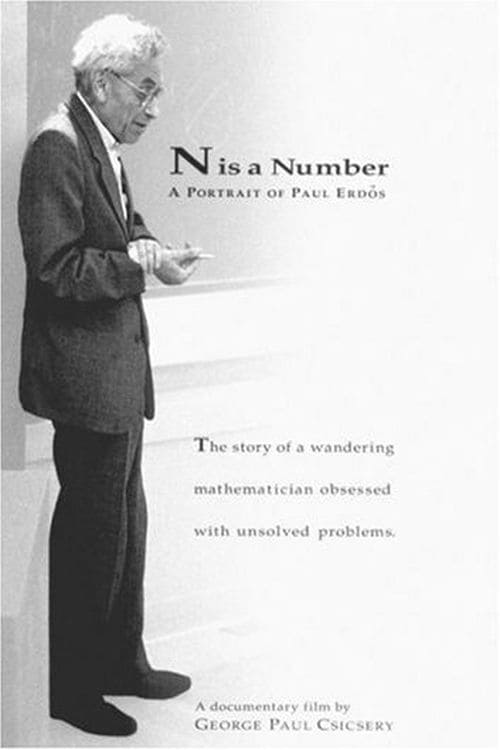 N is a Number
A PORTRAIT OF PAUL ERDŐS
The story of a wandering
mathematician obsessed
with unsolved problems.
A documentary film by
GEORGE PAUL CSICSERY